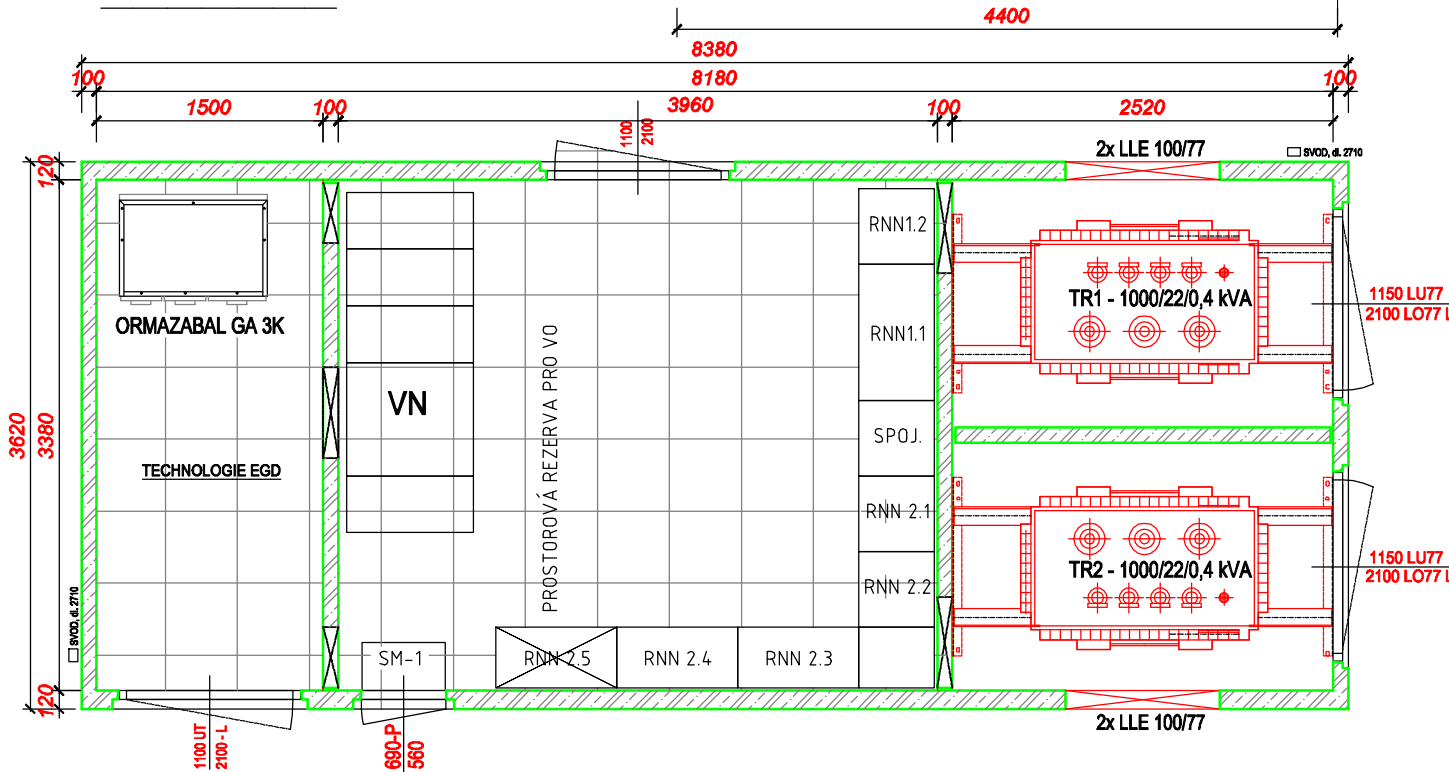 4400
8380
100
8180
100
1500
100
3960
100
2520
1100
2100
2x LLE 100/77
SVOD, dl. 2710
120
RNN1.2
1150 LU77
2100 LO77 L
TR1 - 1000/22/0,4 kVA
ORMAZABAL GA 3K
RNN1.1
PROSTOROVÁ REZERVA PRO VO
VN
3620
3380
SPOJ.
TECHNOLOGIE EGD
RNN 2.1
1150 LU77
2100 LO77 L
TR2 - 1000/22/0,4 kVA
RNN 2.2
SVOD, dl. 2710
SM-1
RNN 2.5
RNN 2.4
RNN 2.3
120
2x LLE 100/77
1100 UT
2100 - L
690-P
560